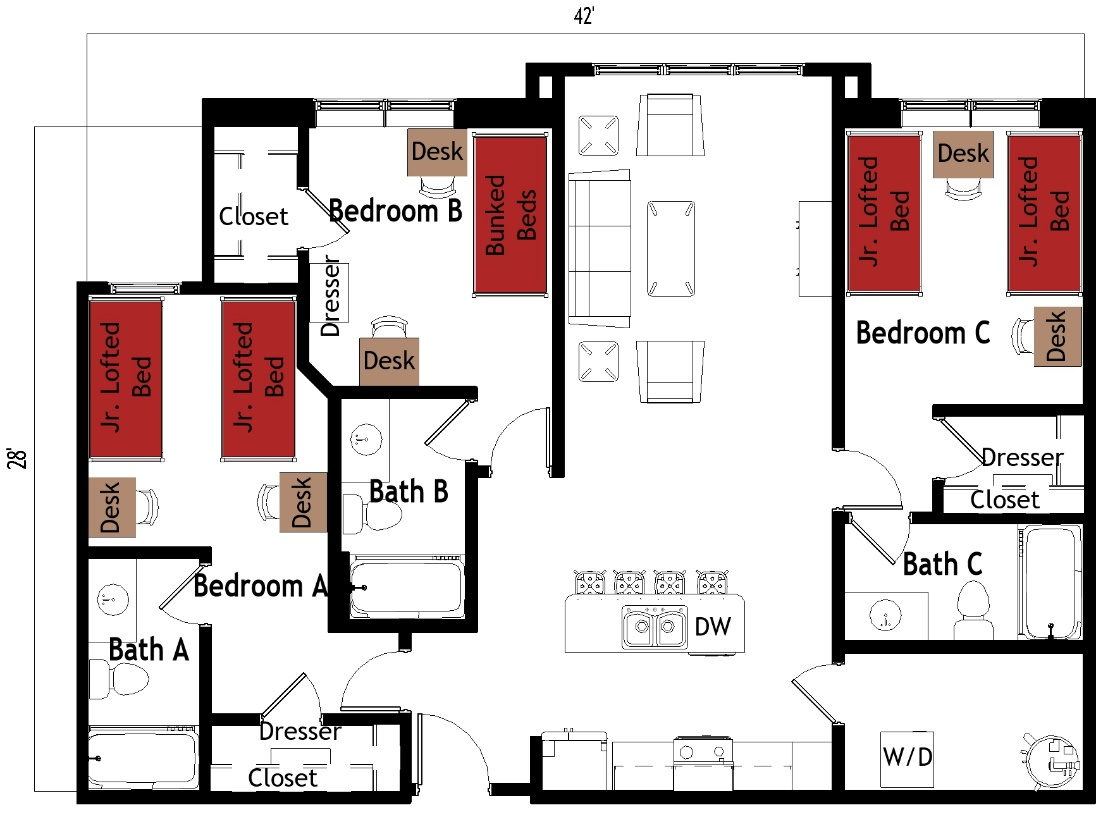 42'
28'
Closet
Bedroom B
Desk
Bunked
Beds
Dresser
Desk
Jr. Lofted
Bed
Desk
Jr. Lofted
Bed
Bedroom C
Desk
Jr. Lofted
Bed
Jr. Lofted
Bed
Desk
Desk
Bath B
Dresser
Closet
Bedroom A
Bath A
Bath C
DW
Dresser
Closet
W/D